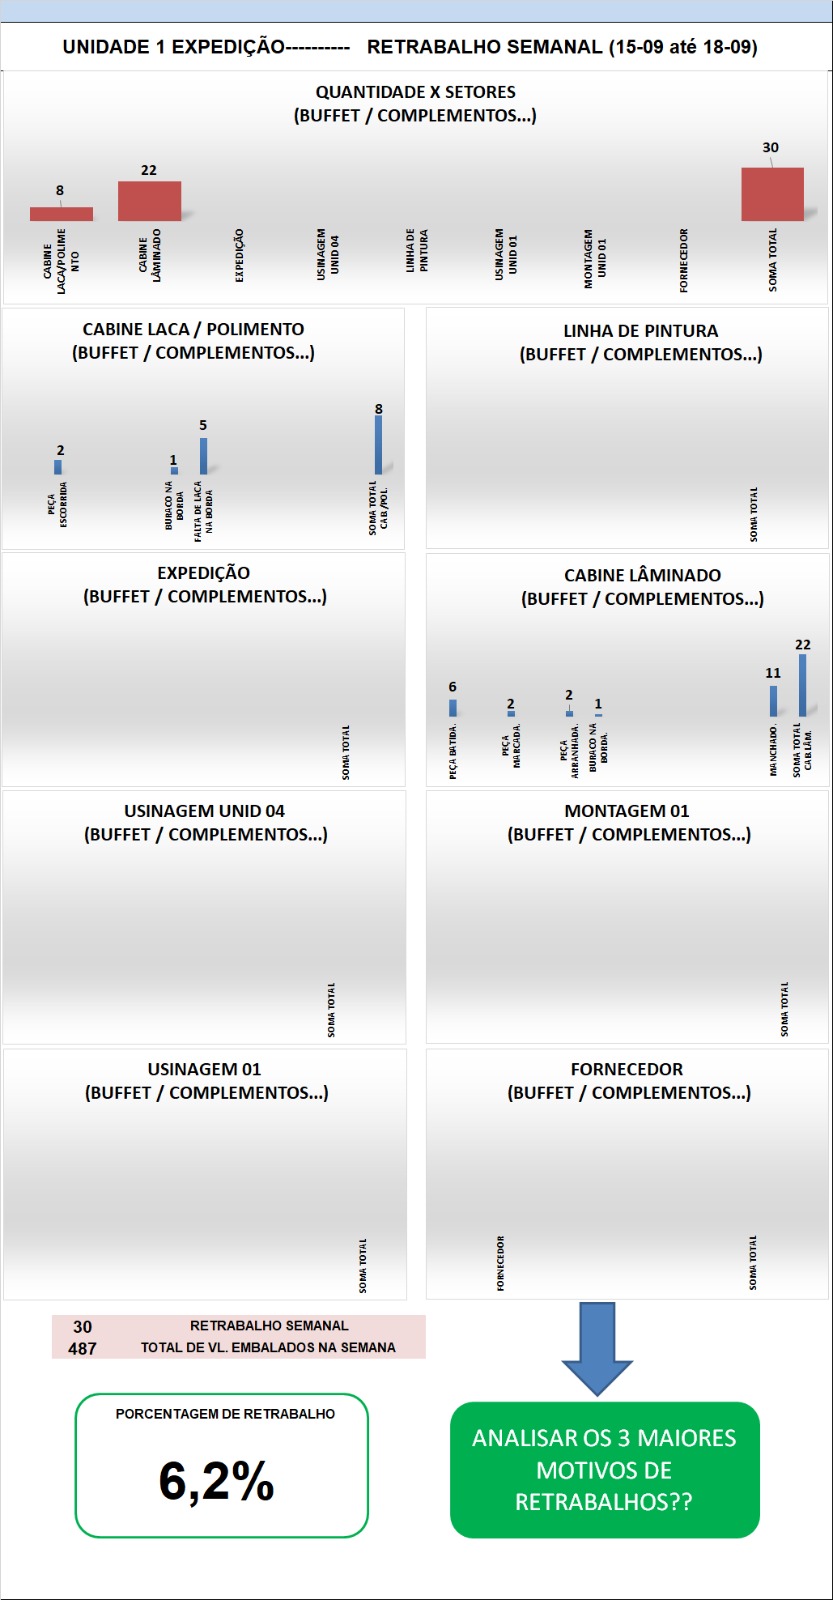 UNIDADE 1 EXPEDIÇÃO---------- RETRABALHO SEMANAL (15-09 até 18-09)
QUANTIDADE X SETORES
(BUFFET / COMPLEMENTOS...)
8
22
30
CABINE
LACA/POLIME
NTO
CABINE
LÂMINADO
EXPEDIÇÃO
USINAGEM
UNID 04
LINHA DE
PINTURA
USINAGEM
UNID 01
MONTAGEM
UNID 01
FORNECEDOR
SOMA TOTAL
CABINE LACA / POLIMENTO
(BUFFET / COMPLEMENTOS...)
2
1
5
8
PEÇA
ESCORRIDA
BURACO NA
BORDA
FALTA DE LACA
NA BORDA
SOMA TOTAL
CAB./POL.
LINHA DE PINTURA
(BUFFET / COMPLEMENTOS...)
SOMA TOTAL
EXPEDIÇÃO
(BUFFET / COMPLEMENTOS...)
SOMA TOTAL
CABINE LÂMINADO
(BUFFET / COMPLEMENTOS...)
6
2
2
1
11
22
PEÇA BATIDA.
PEÇA
MARCADA.
PEÇA
ARRANHADA.
BURACO NA
BORDA.
MANCHADO.
SOMA TOTAL
CAB.LÂM.
USINAGEM UNID 04
(BUFFET / COMPLEMENTOS...)
SOMA TOTAL
MONTAGEM 01
(BUFFET / COMPLEMENTOS...)
SOMA TOTAL
USINAGEM 01
(BUFFET / COMPLEMENTOS...)
SOMA TOTAL
FORNECEDOR
(BUFFET / COMPLEMENTOS...)
FORNECEDOR
SOMA TOTAL
30 RETRABALHO SEMANAL
487 TOTAL DE VL. EMBALADOS NA SEMANA
PORCENTAGEM DE RETRABALHO
6,2%
ANALISAR OS 3 MAIORES
MOTIVOS DE
RETRABALHOS??